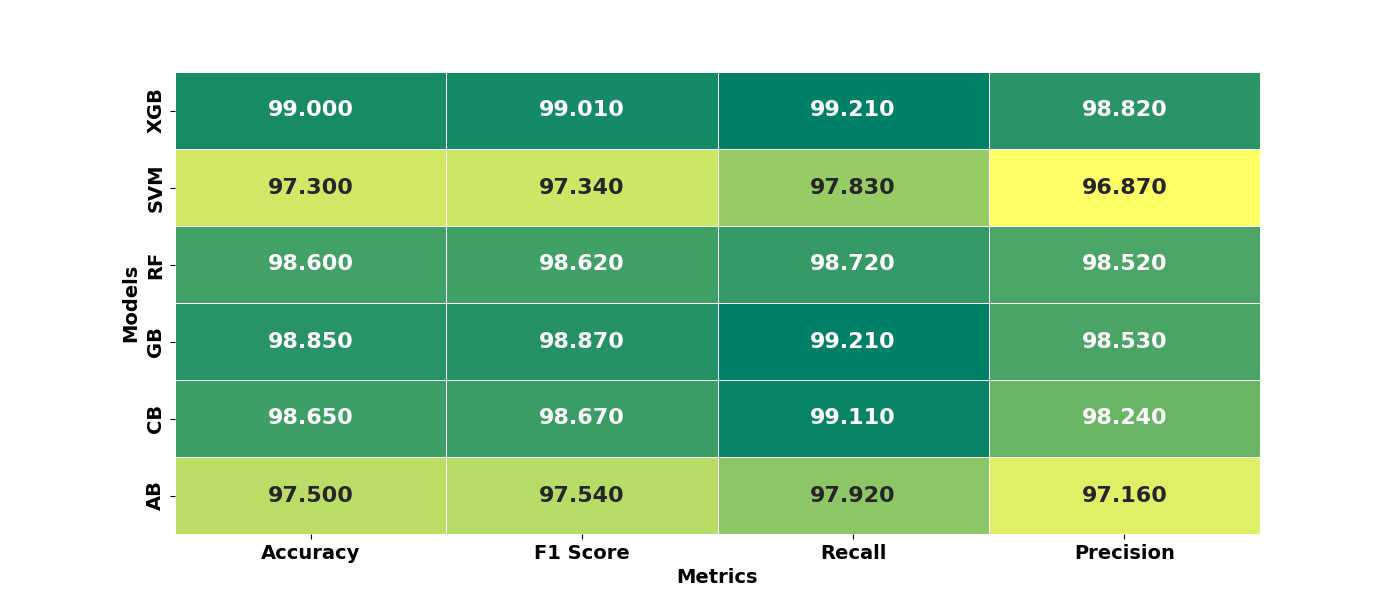 XGB 99.000 99.010 99.210 98.820
SVM 97.300 97.340 97.830 96.870
RF 98.600 98.620 98.720 98.520
Models
GB 98.850 98.870 99.210 98.530
CB 98.650 98.670 99.110 98.240
AB 97.500 97.540 97.920 97.160
Accuracy F1 Score Recall Precision
Metrics